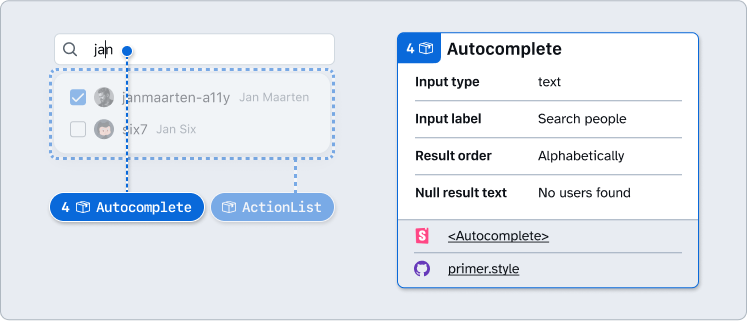 jan
janmaarten-a11y Jan Maarten
six7 Jan Six
4 Autocomplete
ActionList
4 Autocomplete
Input type text
Input label Search people
Result order Alphabetically
Null result text No users found
<Autocomplete>
primer.style